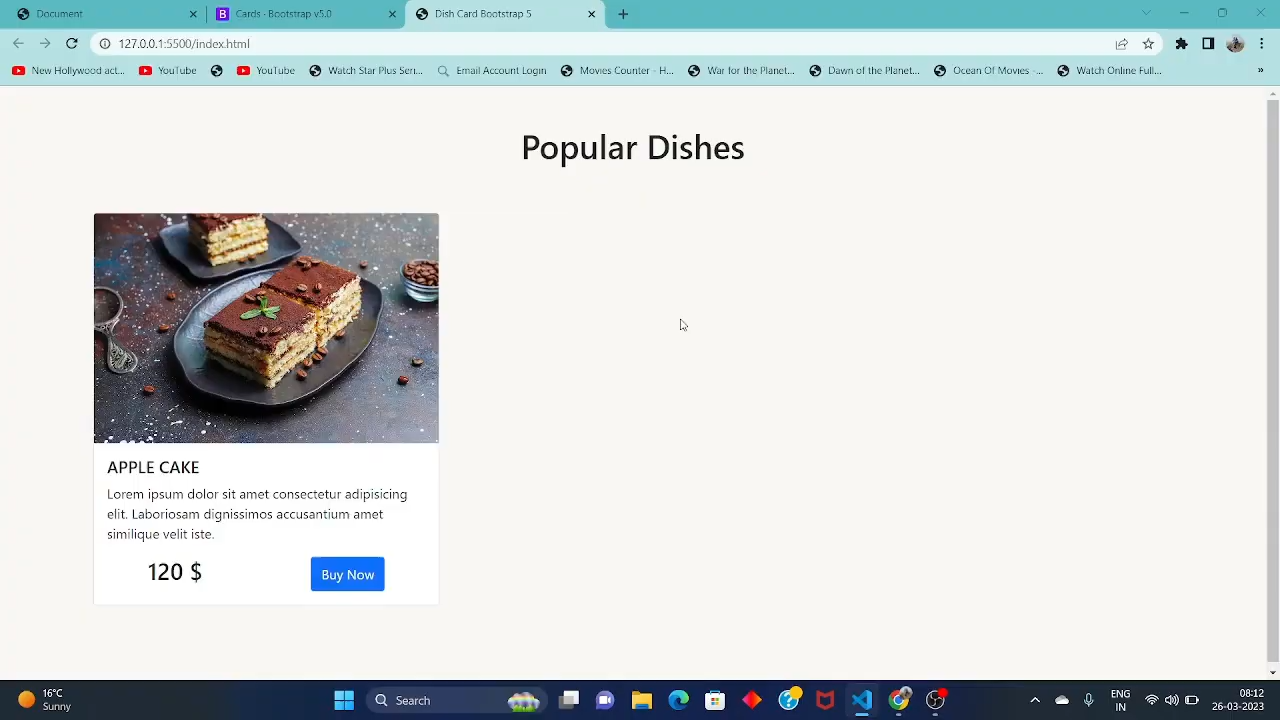 Document
Cards · Bootstrap v5.0
Dish Card Bootstrap 5
127.0.0.1:5500/index.html
New Hollywood act...
YouTube
YouTube
Watch Star Plus Seri...
Email Account Login
Movies Counter - H...
War for the Planet...
Dawn of the Planet...
Ocean Of Movies -...
Watch Online Full...
»
Popular Dishes
APPLE CAKE
Lorem ipsum dolor sit amet consectetur adipisicing
elit. Laboriosam dignissimos accusantium amet
similique velit iste.
120 $
Buy Now
16°C
Sunny
Search
ENG
IN
08:12
26-03-2023